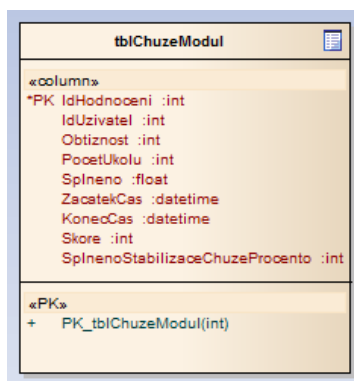 tblChuzeModul
«column»
*PK IdHodnoceni :int
IdUzivatel :int
Obtiznost :int
PocetUkolu :int
Splneno :float
ZacatekCas :datetime
KonecCas :datetime
Skore :int
SplnenoStabilizaceChuzeProcento :int
«PK»
+ PK_tblChuzeModul(int)